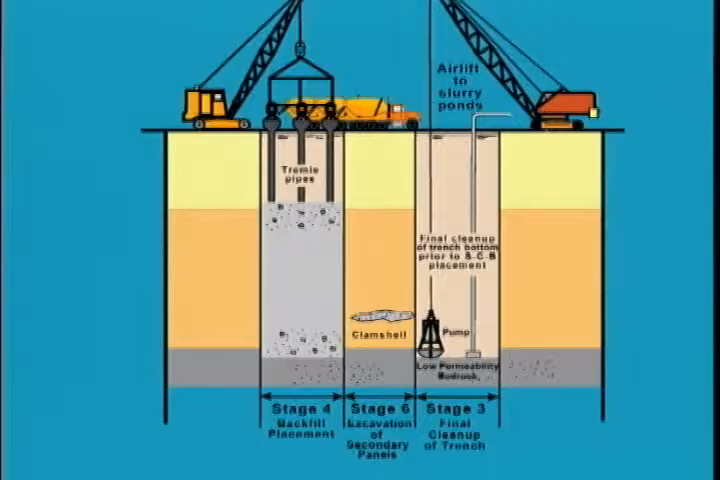 Airlift
to
slurry
ponds
Tremie
pipes
Final cleanup
of trench bottom
prior to S-C-B
placement
Clamshell
Pump
Low Permeability
Bedrock
Stage 4
Backfill
Placement
Stage 6
Excavation
of
Secondary
Panels
Stage 3
Final
Cleanup
of Trench